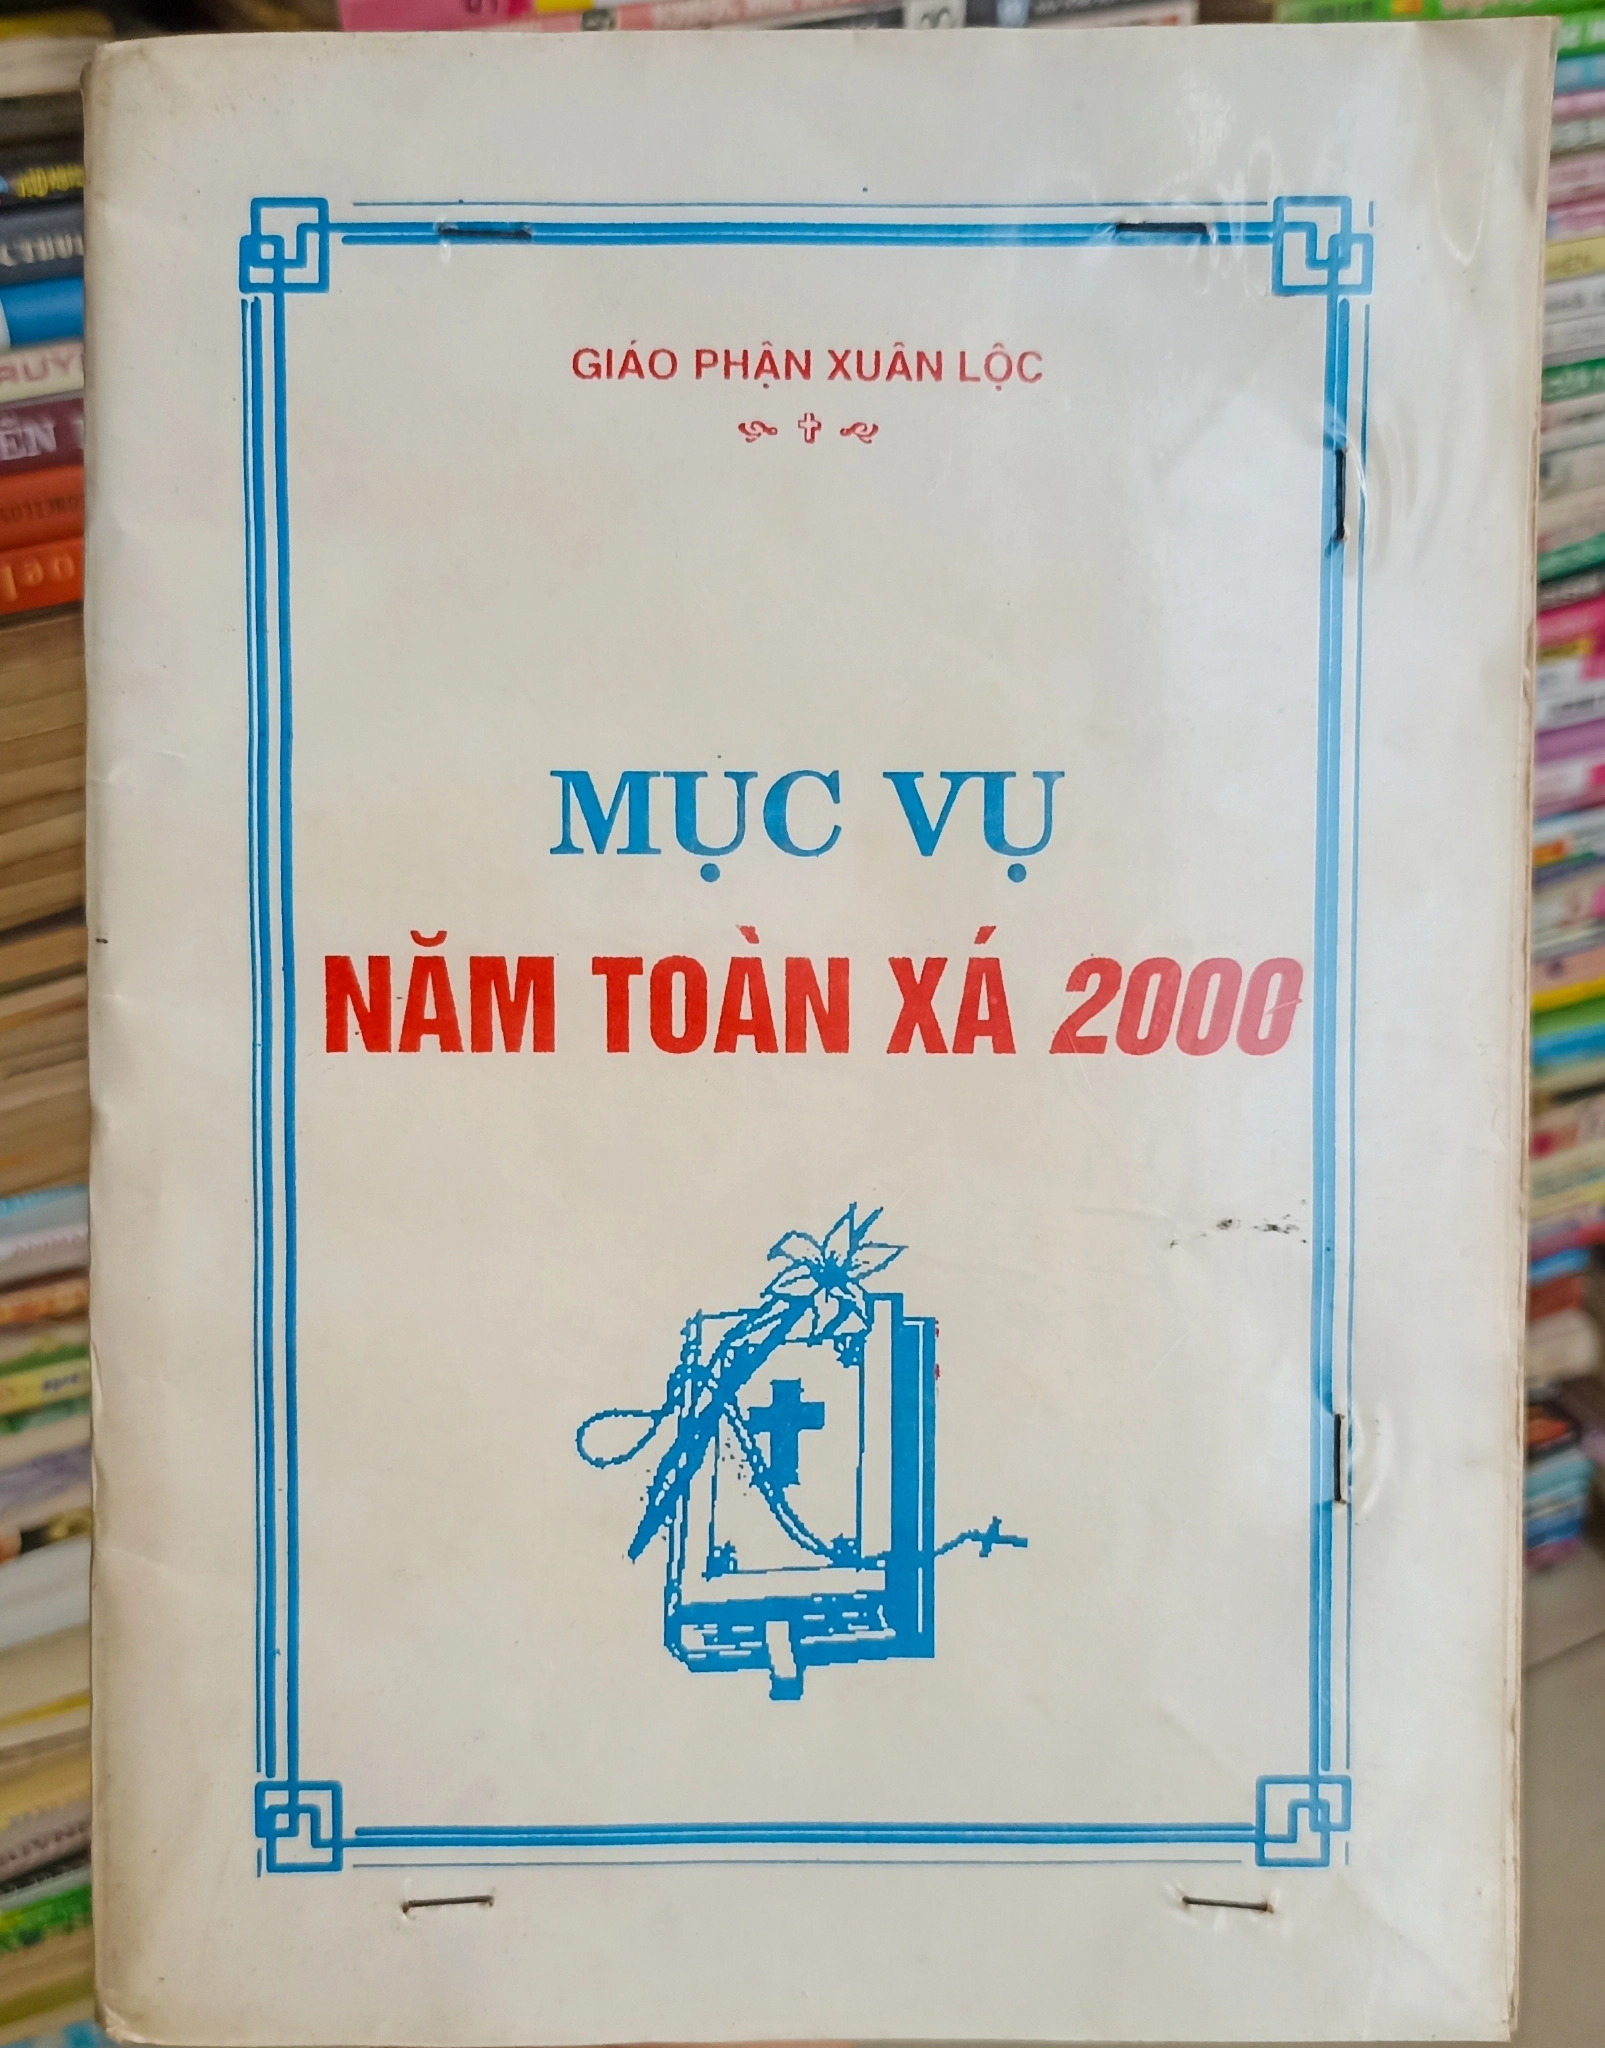 GIÁO PHẬN XUÂN LỘC
MỤC VỤ
NĂM TOÀN XÁ 2000